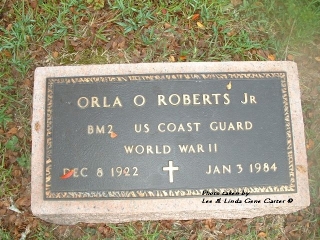 ORLA O ROBERTS JR
BM2 US COAST GUARD
WORLD WAR II
DEC 8 1922 JAN 3 1984
Photo taken by
Lee & Linda Gene Carter ©